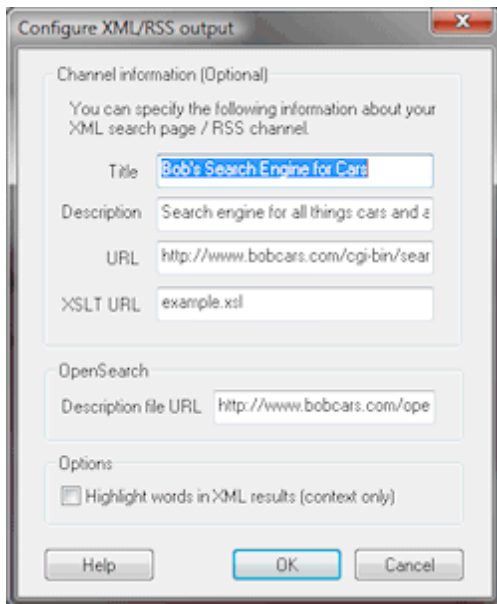 Configure XML/RSS output
Channel information (Optional)
You can specify the following information about your
XML search page / RSS channel.
Title Bob's Search Engine for Cars
Description Search engine for all things cars and a
URL http://www.bobcars.com/cgi-bin/sear
XSLT URL example.xsl
OpenSearch
Description file URL http://www.bobcars.com/ope
Options
Highlight words in XML results (context only)
Help OK Cancel